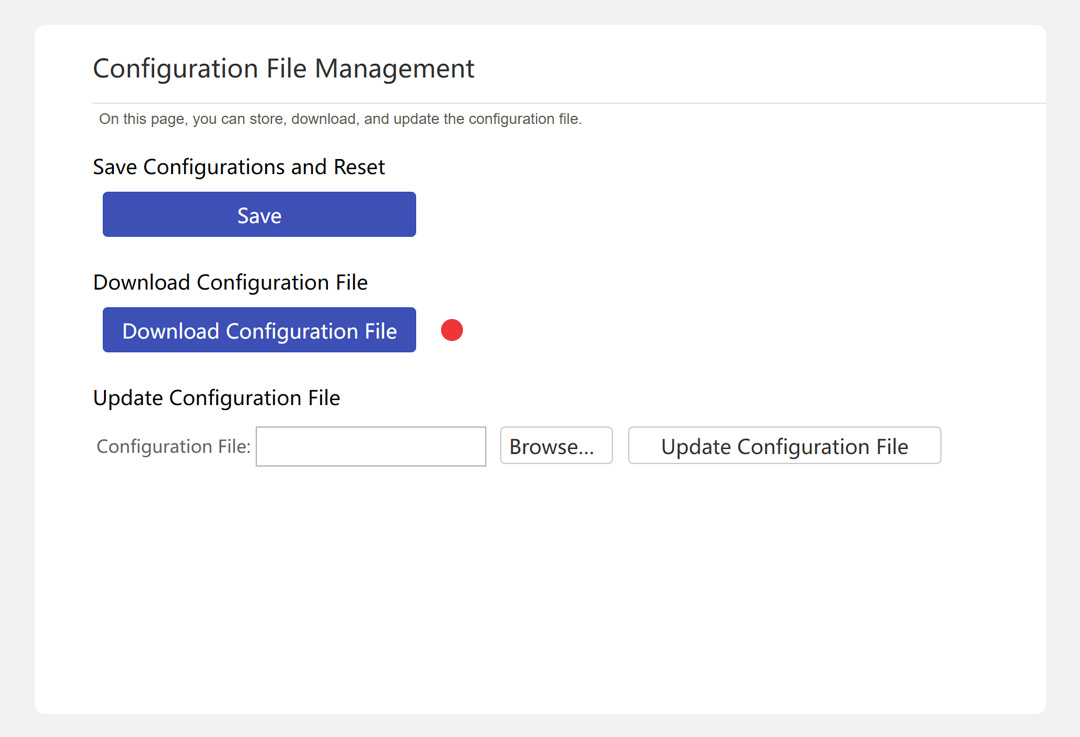 Configuration File Management
On this page, you can store, download, and update the configuration file.
Save Configurations and Reset
Save
Download Configuration File
Download Configuration File
Update Configuration File
Configuration File: Browse... Update Configuration File